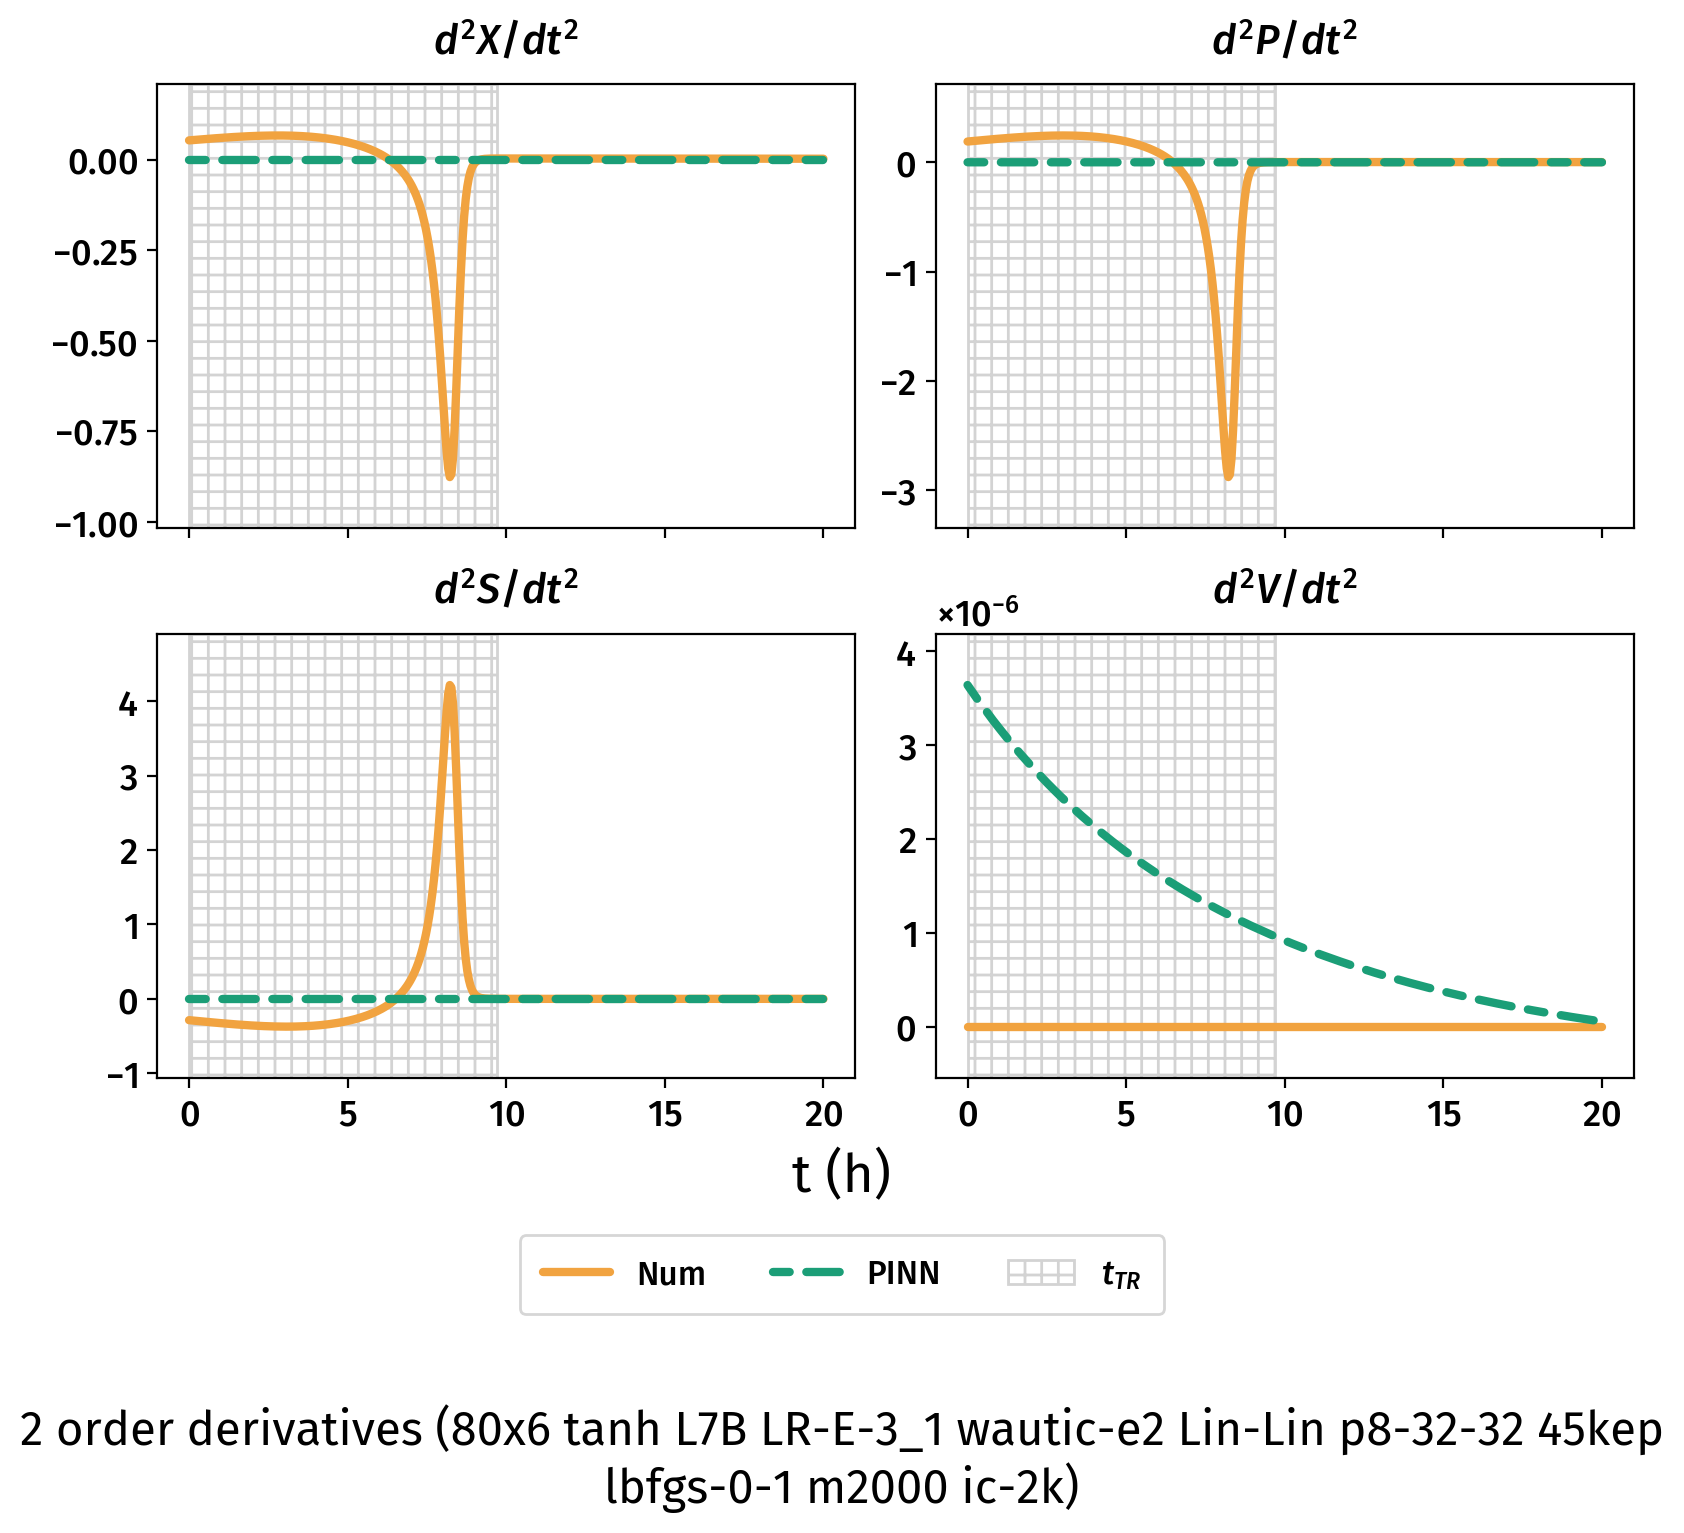 d²X/dt²
d²P/dt²
0.00
−0.25
−0.50
−0.75
−1.00
0
−1
−2
−3
d²S/dt²
d²V/dt²
×10⁻⁶
4
3
2
1
0
−1
4
3
2
1
0
0 5 10 15 20
0 5 10 15 20
t (h)
Num PINN t_TR
2 order derivatives (80x6 tanh L7B LR-E-3_1 wautic-e2 Lin-Lin p8-32-32 45kep
lbfgs-0-1 m2000 ic-2k)